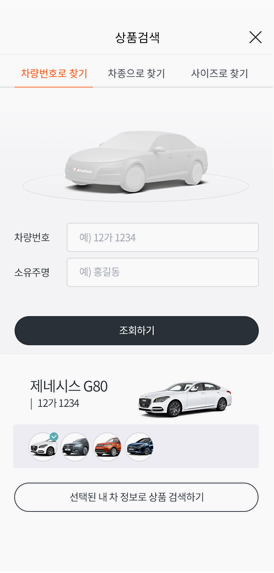 상품검색
차량번호로 찾기 차종으로 찾기 사이즈로 찾기
차량번호 예) 12가 1234
소유주명 예) 홍길동
조회하기
제네시스 G80
| 12가 1234
선택된 내 차 정보로 상품 검색하기